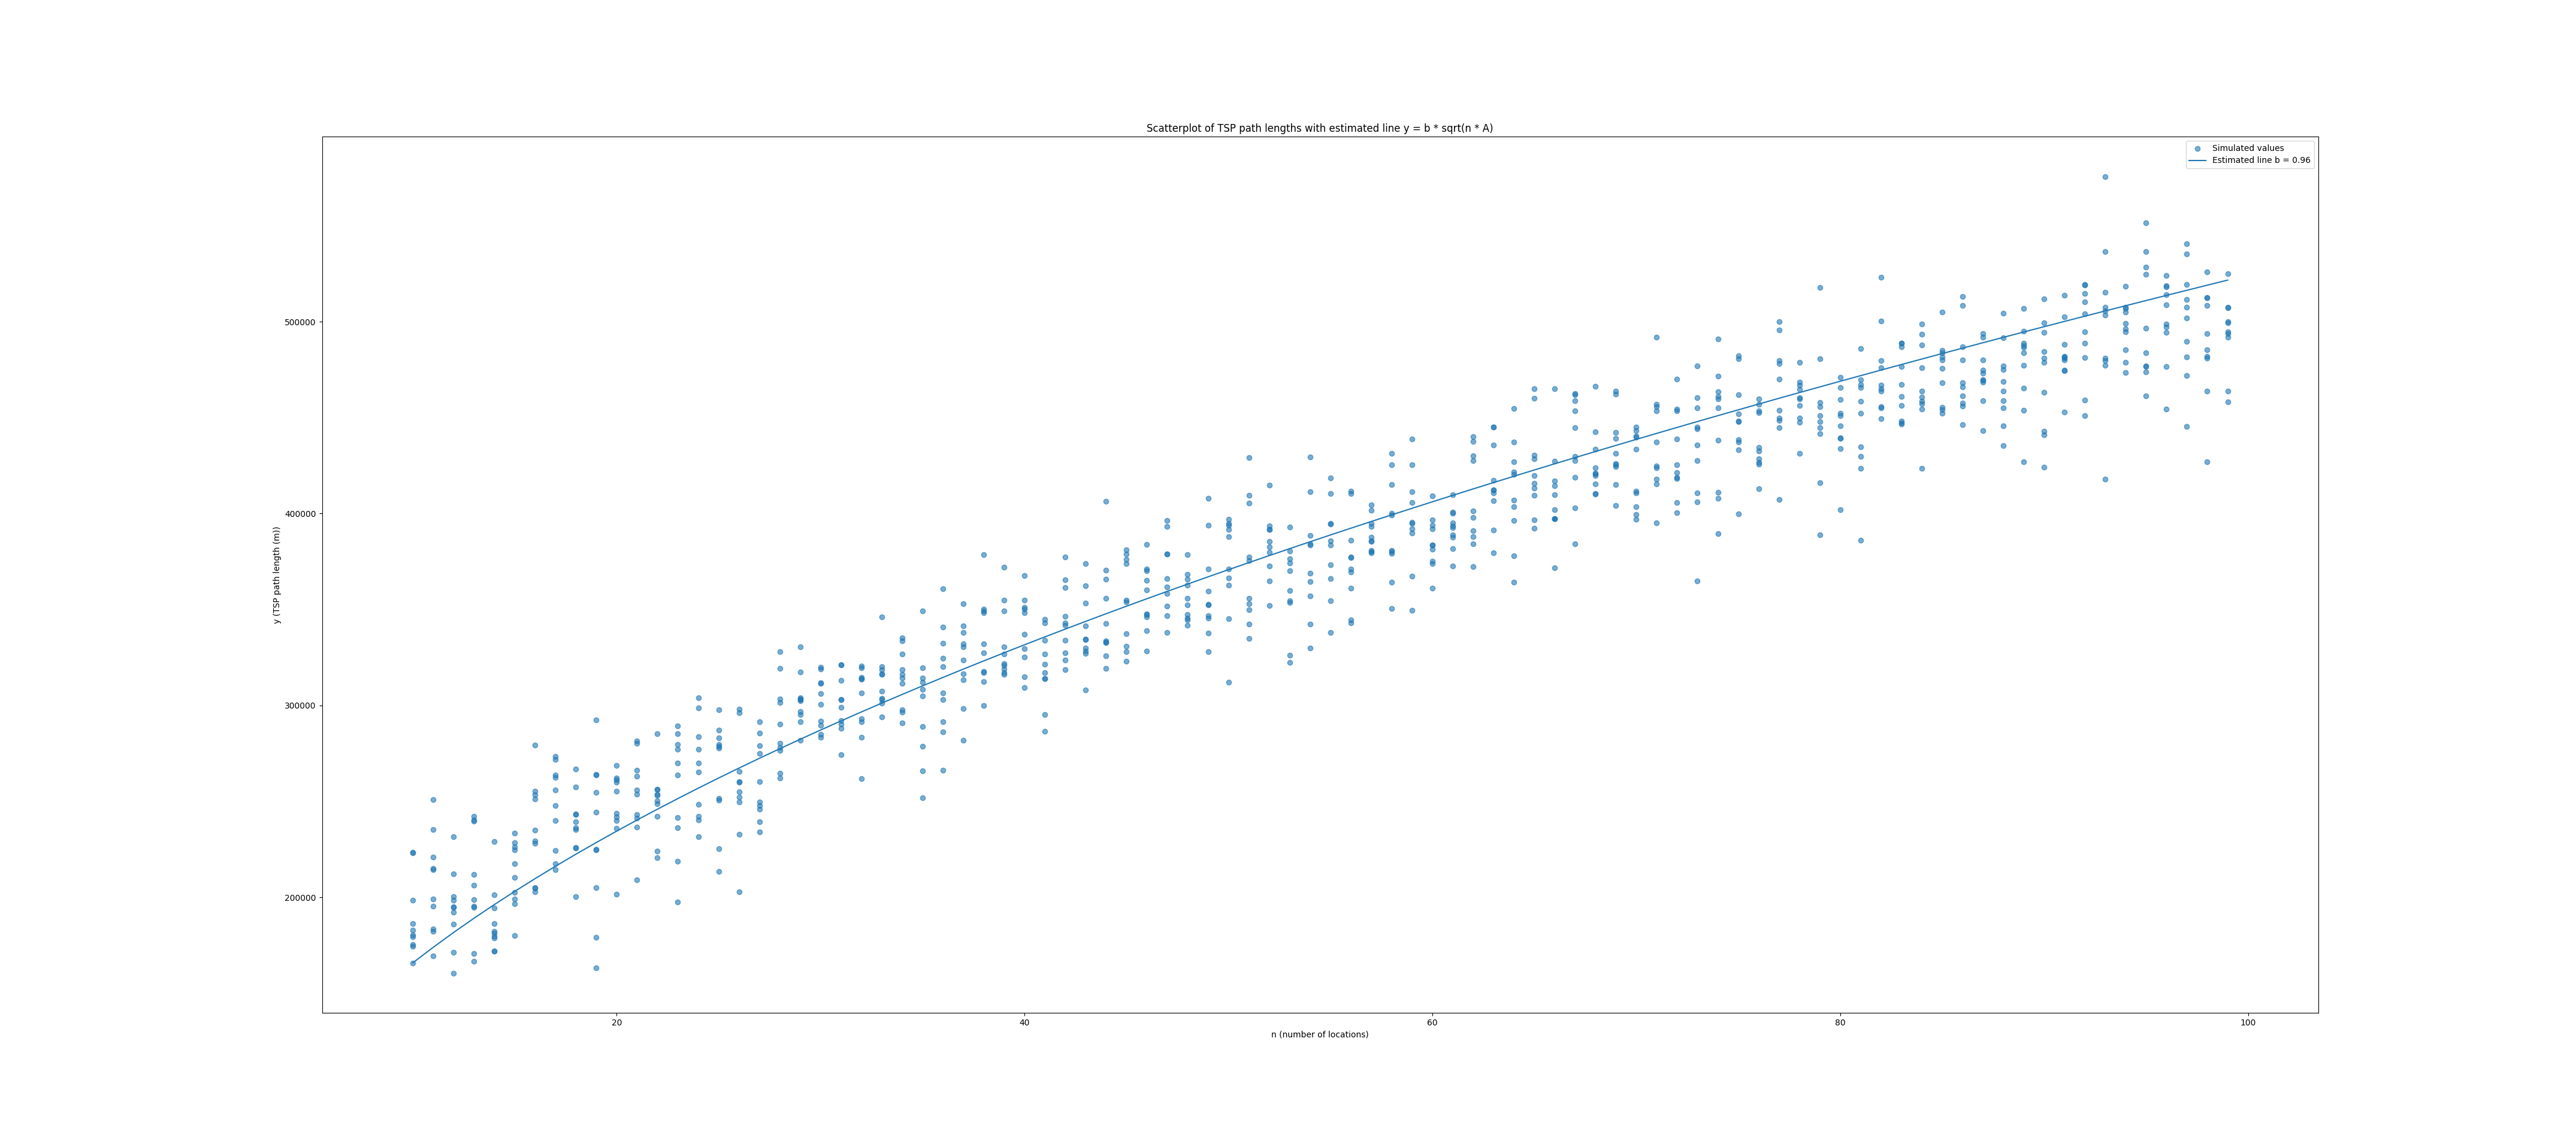 Scatterplot of TSP path lengths with estimated line y = b * sqrt(n * A)
Simulated values
Estimated line b = 0.96
500000
400000
300000
200000
y (TSP path length (m))
20
40
60
80
100
n (number of locations)